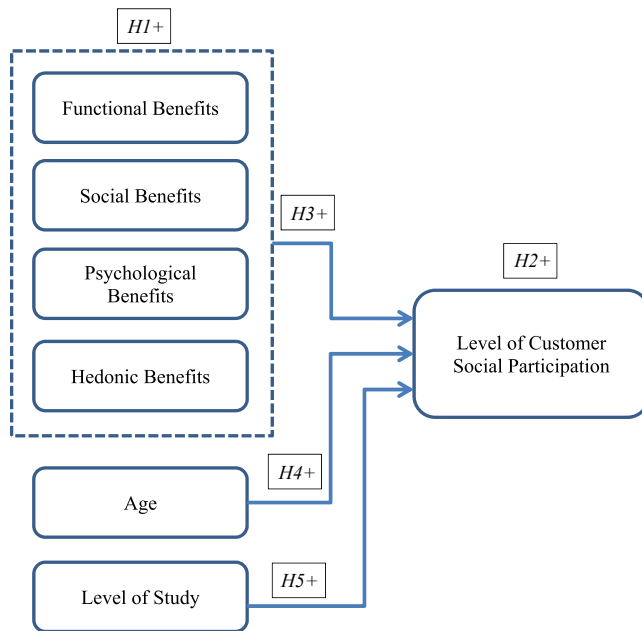 H1+
Functional Benefits
Social Benefits
Psychological
Benefits
Hedonic Benefits
H3+
H2+
Level of Customer
Social Participation
H4+
Age
H5+
Level of Study